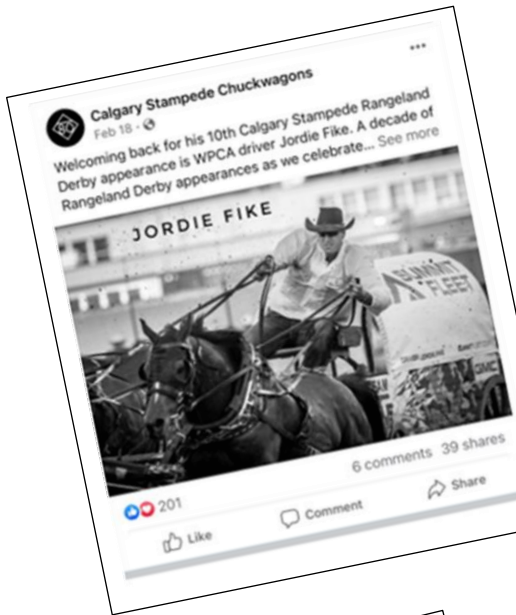 Calgary Stampede Chuckwagons
Feb 18 ·
Welcoming back for his 10th Calgary Stampede Rangeland
Derby appearance is WPCA driver Jordie Fike. A decade of
Rangeland Derby appearances as we celebrate... See more
JORDIE FIKE
SUMMIT
FLEET
GMC
201
6 comments 39 shares
Like
Comment
Share